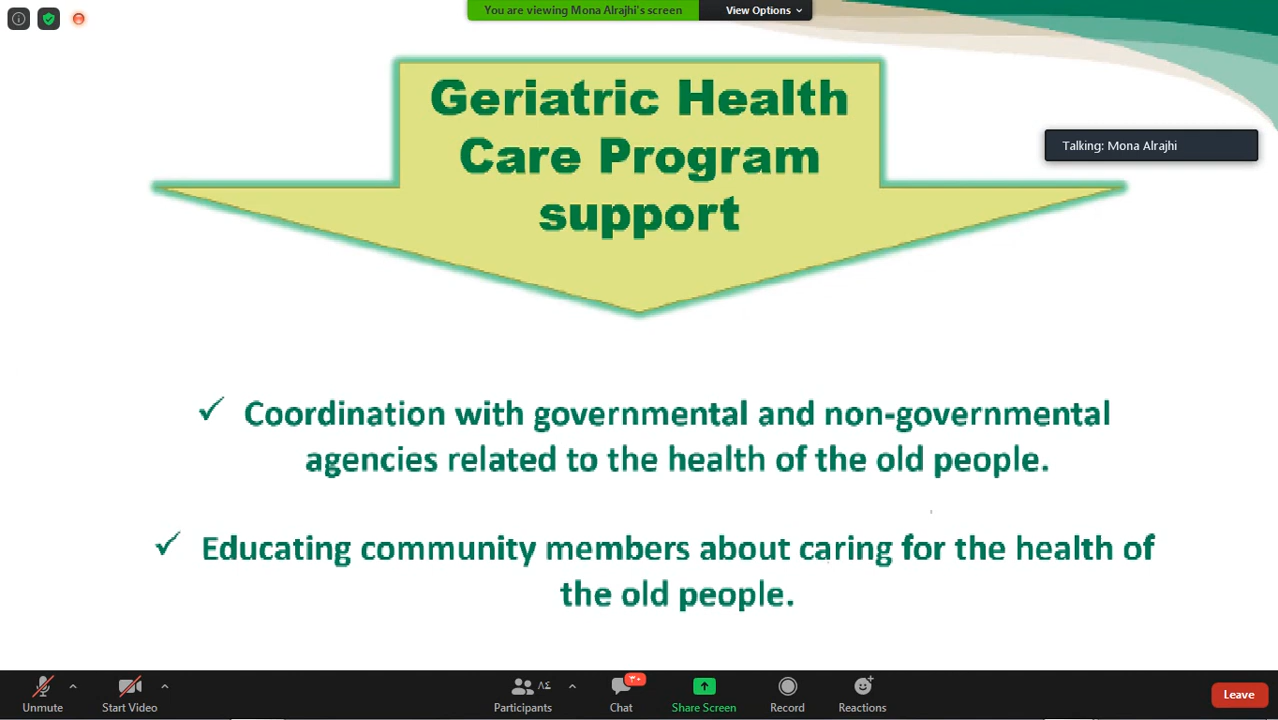 You are viewing Mona Alrajhi's screen
View Options
Geriatric Health
Care Program
support
Talking: Mona Alrajhi
✓ Coordination with governmental and non-governmental
agencies related to the health of the old people.
✓ Educating community members about caring for the health of
the old people.
Unmute
Start Video
٨٤
Participants
٣٠
Chat
Share Screen
Record
Reactions
Leave